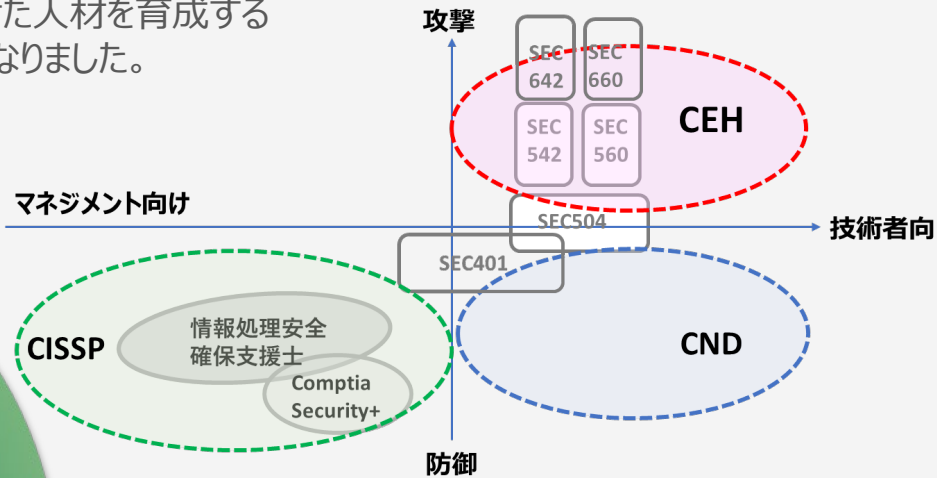 た人材を育成する
なりました。
攻撃
SEC
642
SEC
660
CEH
SEC
542
SEC
560
マネジメント向け
SEC504
技術者向
SEC401
情報処理安全
確保支援士
CISSP
CND
Comptia
Security+
防御